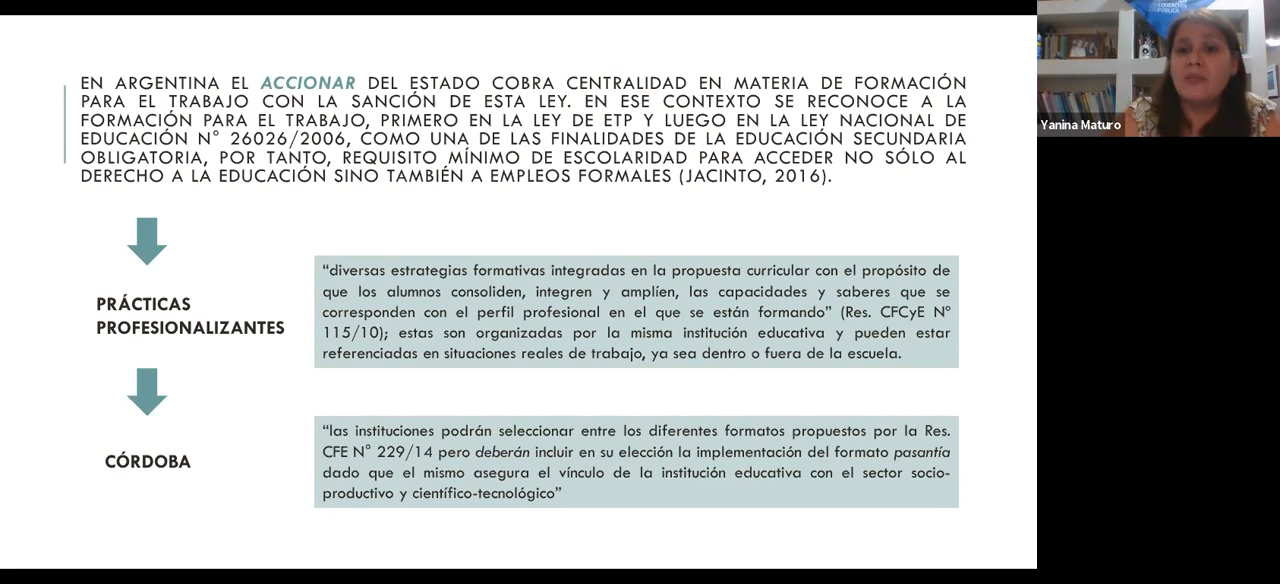 EN ARGENTINA EL ACCIONAR DEL ESTADO COBRA CENTRALIDAD EN MATERIA DE FORMACIÓN
PARA EL TRABAJO CON LA SANCIÓN DE ESTA LEY. EN ESE CONTEXTO SE RECONOCE A LA
FORMACIÓN PARA EL TRABAJO, PRIMERO EN LA LEY DE ETP Y LUEGO EN LA LEY NACIONAL DE
EDUCACIÓN N° 26026/2006, COMO UNA DE LAS FINALIDADES DE LA EDUCACIÓN SECUNDARIA
OBLIGATORIA, POR TANTO, REQUISITO MÍNIMO DE ESCOLARIDAD PARA ACCEDER NO SÓLO AL
DERECHO A LA EDUCACIÓN SINO TAMBIÉN A EMPLEOS FORMALES (JACINTO, 2016).
PRÁCTICAS
PROFESIONALIZANTES
“diversas estrategias formativas integradas en la propuesta curricular con el propósito de
que los alumnos consoliden, integren y amplíen, las capacidades y saberes que se
corresponden con el perfil profesional en el que se están formando” (Res. CFCyE N°
115/10); estas son organizadas por la misma institución educativa y pueden estar
referenciadas en situaciones reales de trabajo, ya sea dentro o fuera de la escuela.
CÓRDOBA
“las instituciones podrán seleccionar entre los diferentes formatos propuestos por la Res.
CFE N° 229/14 pero deberán incluir en su elección la implementación del formato pasantía
dado que el mismo asegura el vínculo de la institución educativa con el sector socio-
productivo y científico-tecnológico”
EDUCACIÓN
PÚBLICA
Yanina Maturo